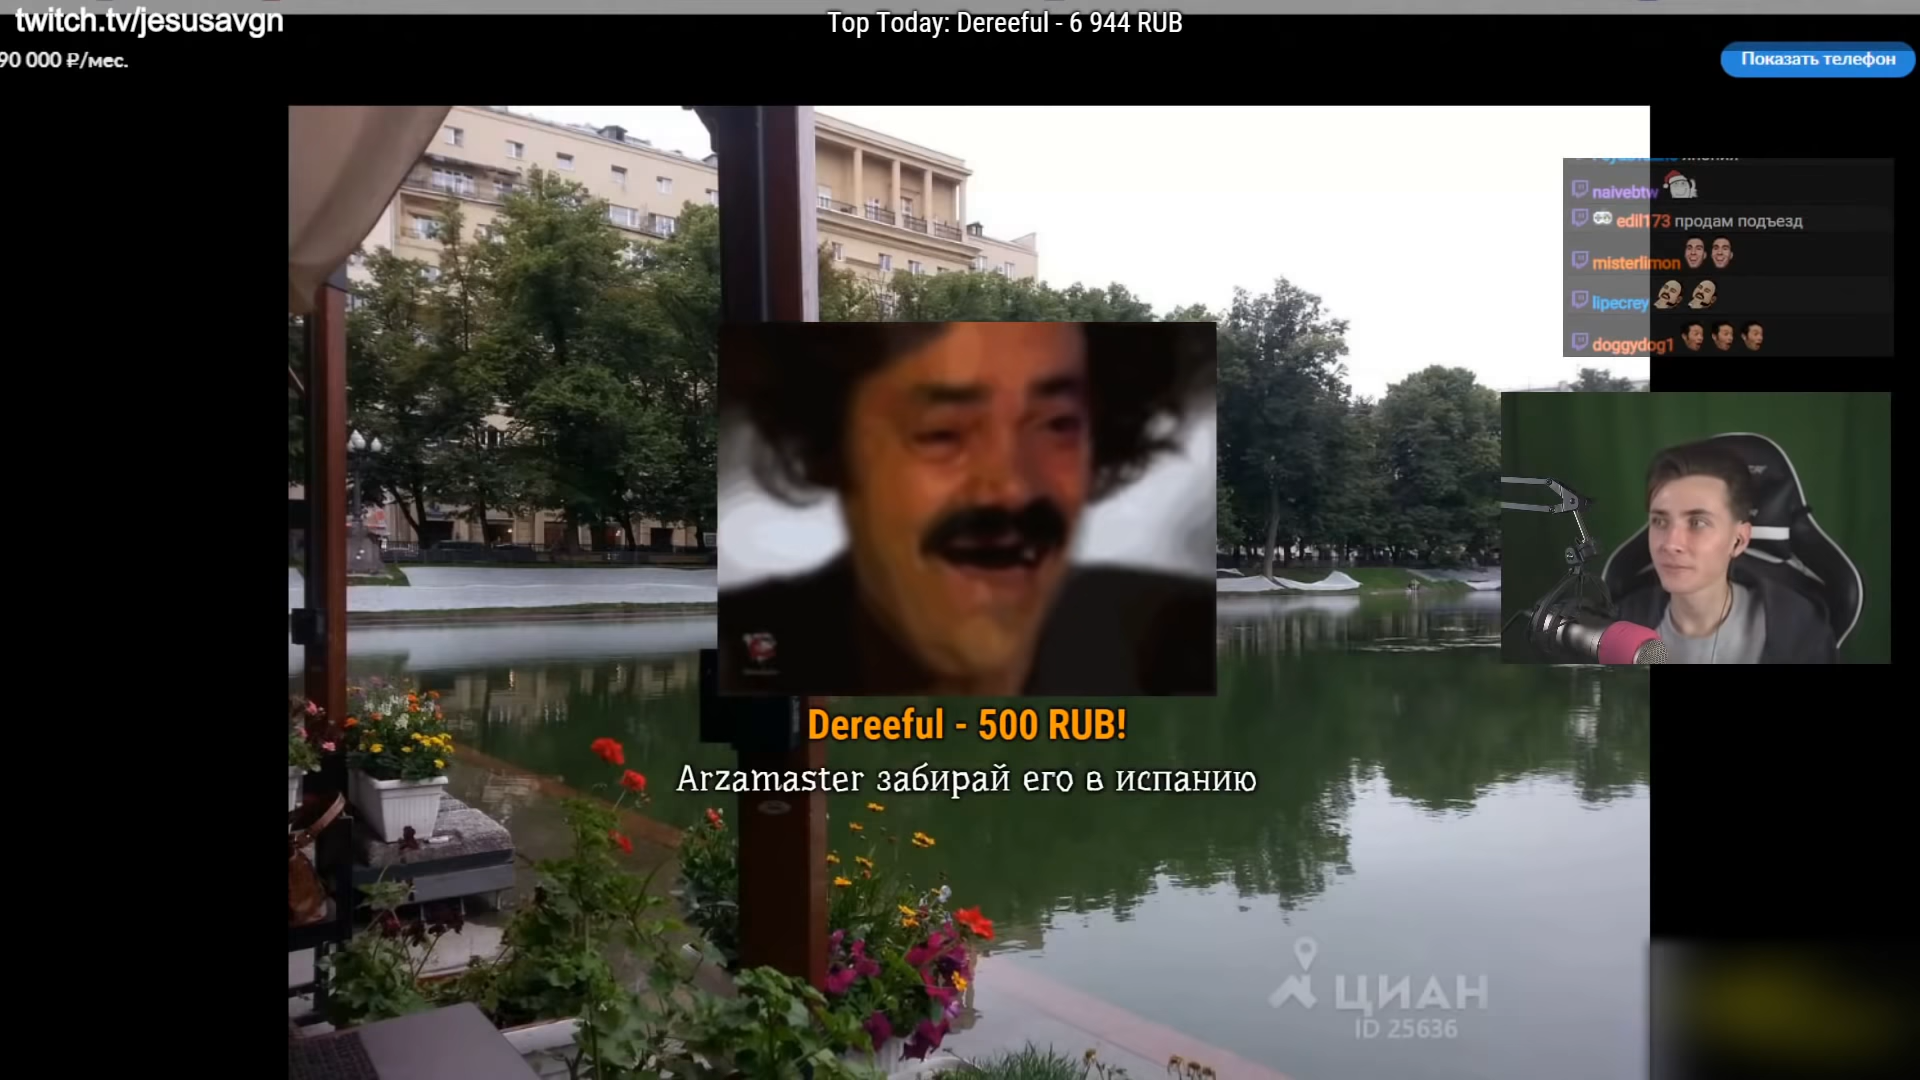 twitch.tv/jesusavgn
Top Today: Dereeful - 6 944 RUB
90 000 ₽/мес.
Показать телефон
naivebtw
edil173 продам подъезд
misterlimon
lipecrey
doggydog1
Dereeful - 500 RUB!
Arzamaster забирай его в испанию
ЦИАН
ID 25636